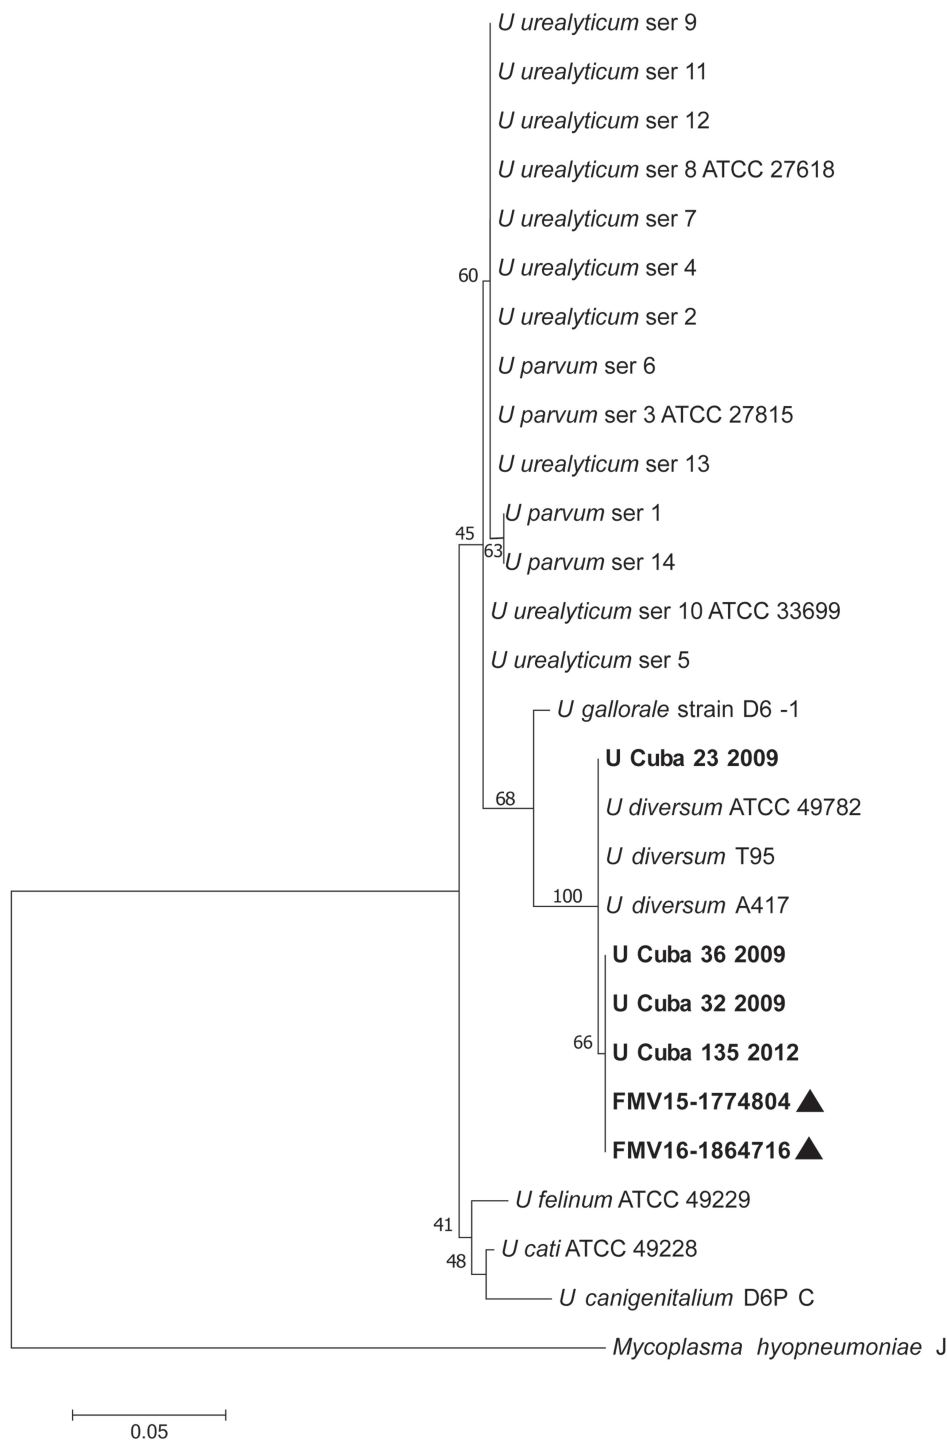 U urealyticum ser 9
U urealyticum ser 11
U urealyticum ser 12
U urealyticum ser 8 ATCC 27618
U urealyticum ser 7
U urealyticum ser 4
60
U urealyticum ser 2
U parvum ser 6
U parvum ser 3 ATCC 27815
U urealyticum ser 13
U parvum ser 1
45
63
U parvum ser 14
U urealyticum ser 10 ATCC 33699
U urealyticum ser 5
U gallorale strain D6 -1
U Cuba 23 2009
68
U diversum ATCC 49782
U diversum T95
100
U diversum A417
U Cuba 36 2009
U Cuba 32 2009
66
U Cuba 135 2012
FMV15-1774804
FMV16-1864716
U felinum ATCC 49229
41
U cati ATCC 49228
48
U canigenitalium D6P C
Mycoplasma hyopneumoniae J
0.05